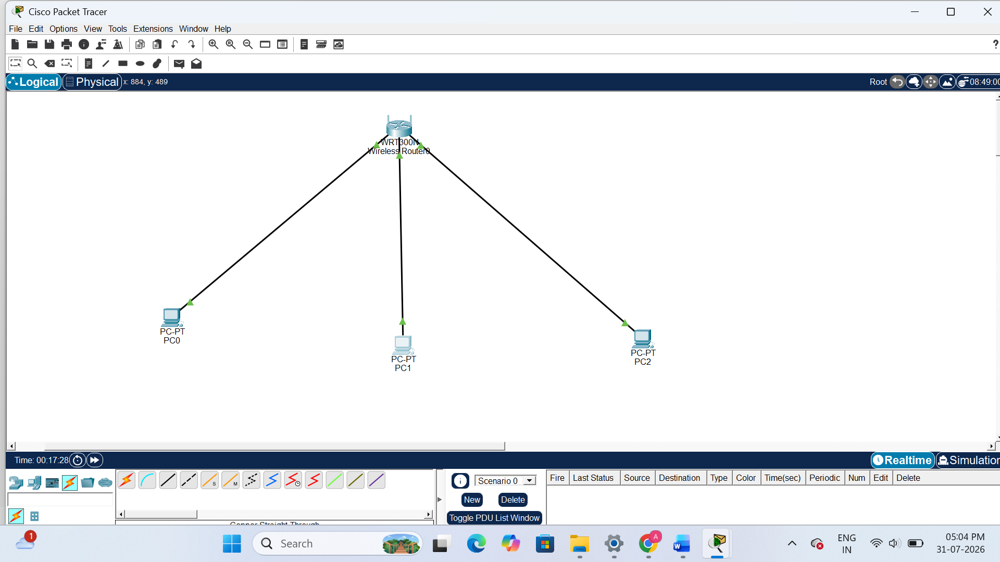 Cisco Packet Tracer
File Edit Options View Tools Extensions Window Help
?
Logical Physical x: 884, y: 489 Root 08:49:00
WRT300N
Wireless Router0
PC-PT
PC0
PC-PT
PC1
PC-PT
PC2
Time: 00:17:28 Realtime Simulation
S M
Scenario 0
New Delete
Toggle PDU List Window
Fire Last Status Source Destination Type Color Time(sec) Periodic Num Edit Delete
Copper Straight-Through
1
Search
A
W
ENG
IN
05:04 PM
31-07-2026